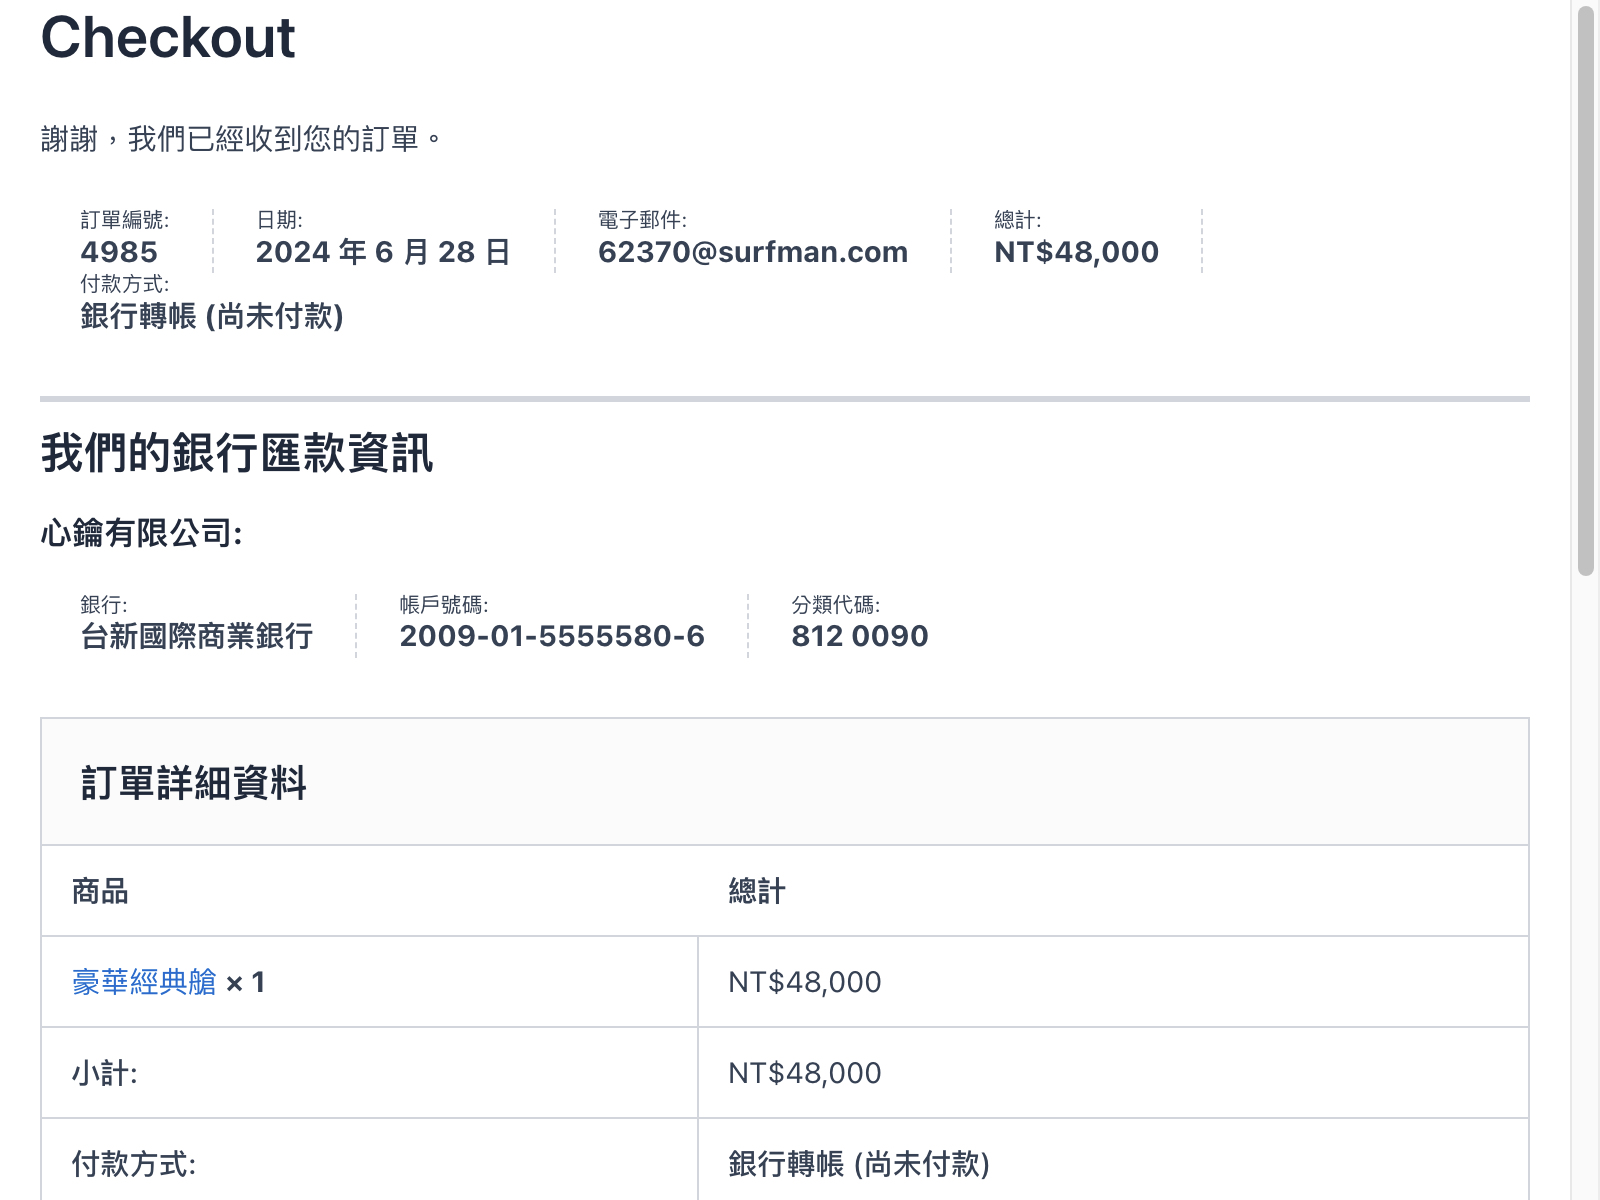 Checkout
謝謝，我們已經收到您的訂單。
訂單編號: 日期: 電子郵件: 總計:
4985 2024 年 6 月 28 日 62370@surfman.com NT$48,000
付款方式:
銀行轉帳 (尚未付款)
我們的銀行匯款資訊
心鑰有限公司:
銀行: 帳戶號碼: 分類代碼:
台新國際商業銀行 2009-01-5555580-6 812 0090
訂單詳細資料
商品 總計
豪華經典艙 × 1 NT$48,000
小計: NT$48,000
付款方式: 銀行轉帳 (尚未付款)